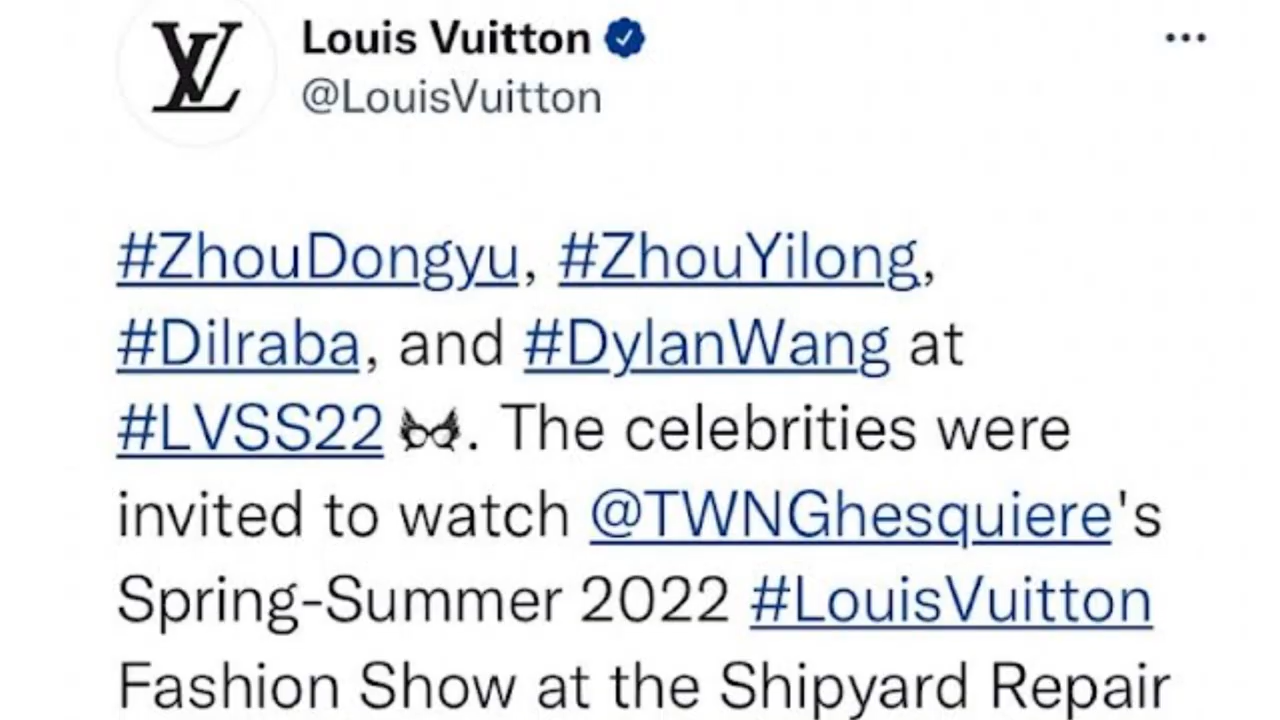 Louis Vuitton
@LouisVuitton
#ZhouDongyu, #ZhouYilong,
#Dilraba, and #DylanWang at
#LVSS22. The celebrities were
invited to watch @TWNGhesquiere's
Spring-Summer 2022 #LouisVuitton
Fashion Show at the Shipyard Repair